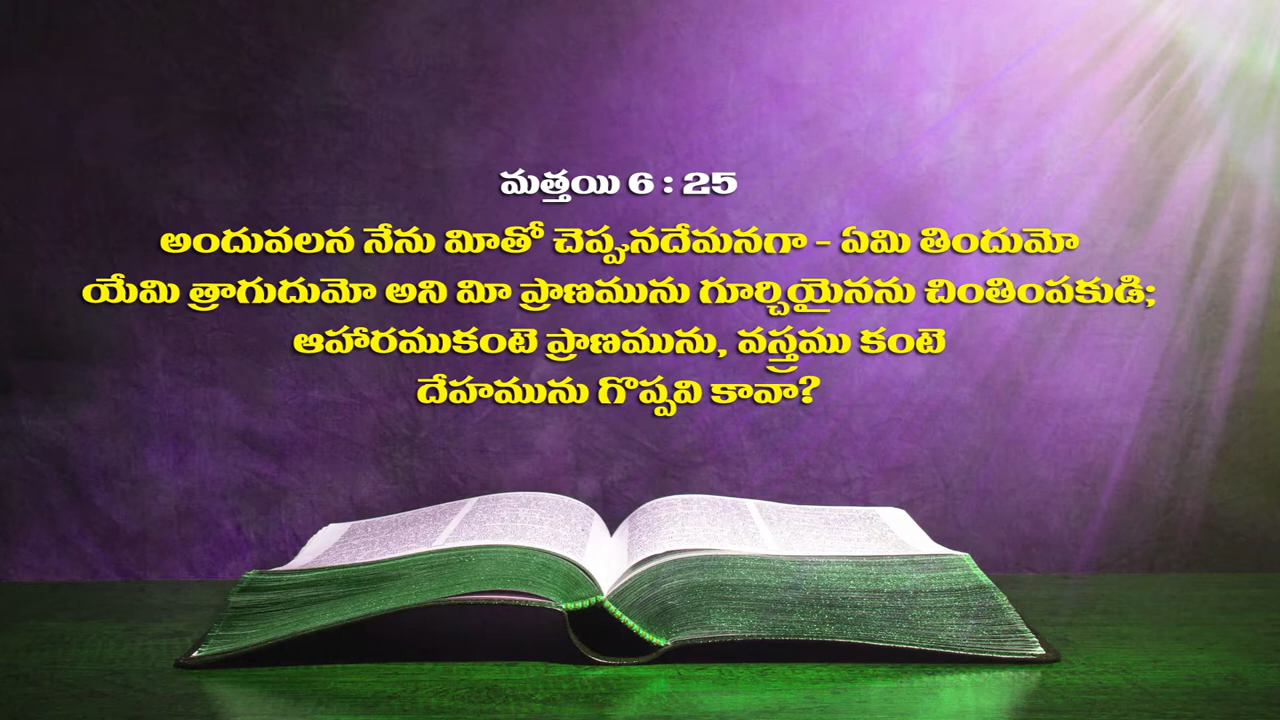 మత్తయి 6 : 25
అందువలన నేను మీతో చెప్పునదేమనగా - ఏమి తిందుమో
యేమి త్రాగుదుమో అని మీ ప్రాణమును గూర్చియైనను చింతింపకుడి;
ఆహారముకంటె ప్రాణమును, వస్త్రము కంటె
దేహమును గొప్పవి కావా?